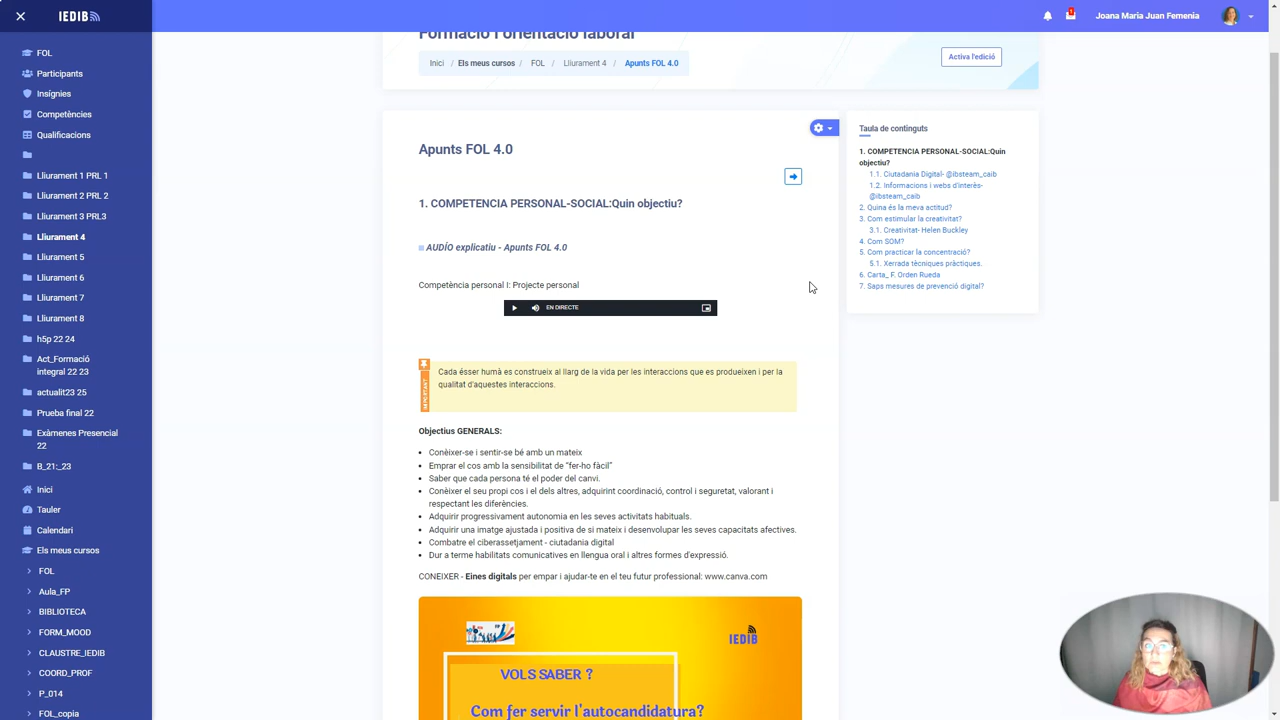 IEDIB
1
Joana Maria Juan Femenia
FOL
Participants
Insígnies
Competències
Qualificacions
Lliurament 1 PRL 1
Lliurament 2 PRL 2
Lliurament 3 PRL3
Lliurament 4
Lliurament 5
Lliurament 6
Lliurament 7
Lliurament 8
h5p 22 24
Act_Formació
integral 22 23
actualit23 25
Prueba final 22
Exàmenes Presencial
22
B_21:_23
Inici
Tauler
Calendari
Els meus cursos
FOL
Aula_FP
BIBLIOTECA
FORM_MOOD
CLAUSTRE_IEDIB
COORD_PROF
P_014
FOL_copia
Formació i orientació laboral
Inici / Els meus cursos / FOL / Lliurament 4 / Apunts FOL 4.0
Activa l'edició
Apunts FOL 4.0
1. COMPETENCIA PERSONAL-SOCIAL:Quin objectiu?
AUDÍO explicatiu - Apunts FOL 4.0
Competència personal I: Projecte personal
EN DIRECTE
IMPORTANT
Cada ésser humà es construeix al llarg de la vida per les interaccions que es produeixen i per la
qualitat d'aquestes interaccions.
Objectius GENERALS:
Conèixer-se i sentir-se bé amb un mateix
Emprar el cos amb la sensibilitat de “fer-ho fàcil”
Saber que cada persona té el poder del canvi.
Conèixer el seu propi cos i el dels altres, adquirint coordinació, control i seguretat, valorant i
respectant les diferències.
Adquirir progressivament autonomia en les seves activitats habituals.
Adquirir una imatge ajustada i positiva de si mateix i desenvolupar les seves capacitats afectives.
Combatre el ciberassetjament - ciutadania digital
Dur a terme habilitats comunicatives en llengua oral i altres formes d'expressió.
CONEIXER - Eines digitals per empar i ajudar-te en el teu futur professional: www.canva.com
IEDIB
VOLS SABER ?
Com fer servir l'autocandidatura?
Taula de continguts
1. COMPETENCIA PERSONAL-SOCIAL:Quin
objectiu?
1.1. Ciutadania Digital- @ibsteam_caib
1.2. Informacions i webs d'interès-
@ibsteam_caib
2. Quina és la meva actitud?
3. Com estimular la creativitat?
3.1. Creativitat- Helen Buckley
4. Com SOM?
5. Com practicar la concentració?
5.1. Xerrada tècniques pràctiques.
6. Carta_ F. Orden Rueda
7. Saps mesures de prevenció digital?